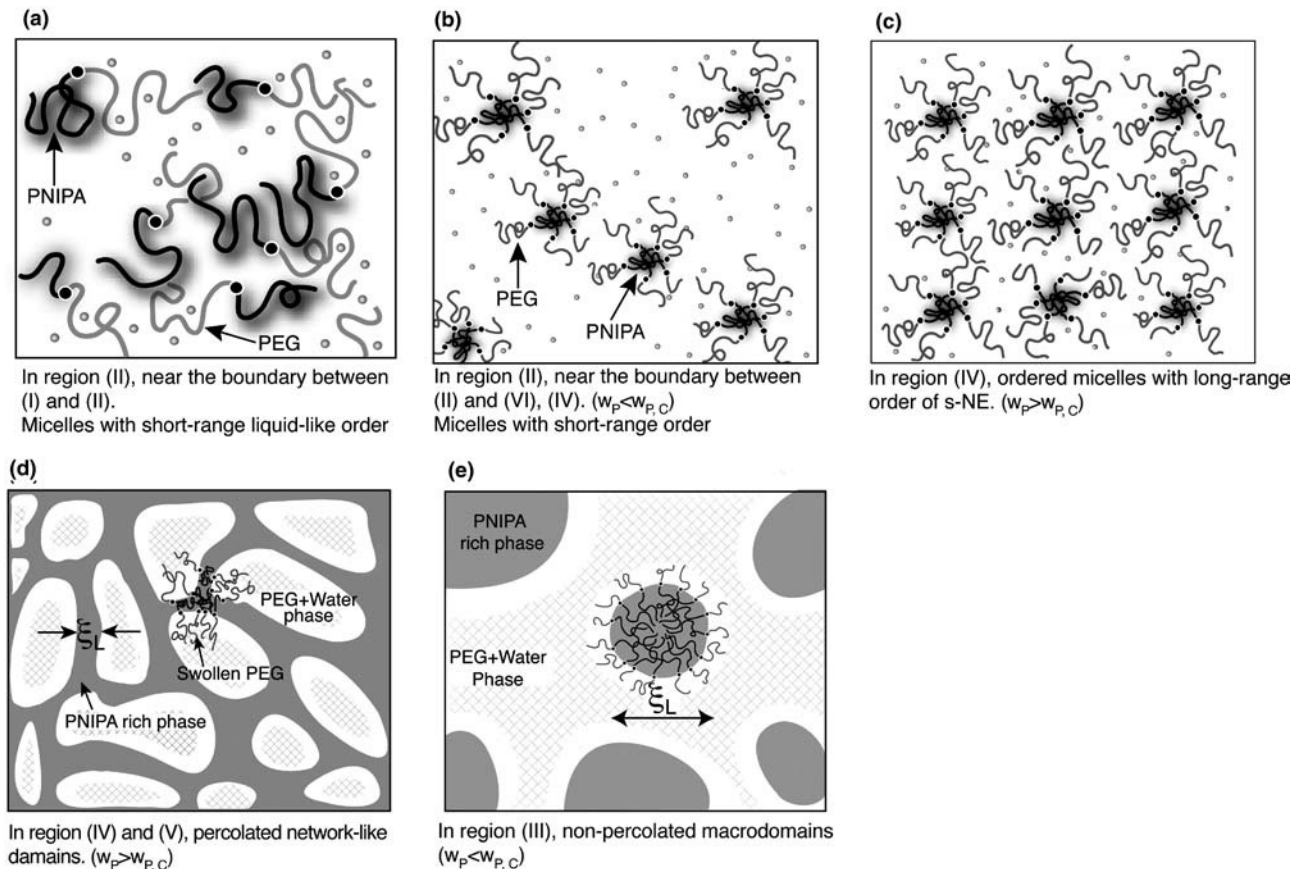 (a)
PNIPA
PEG
In region (II), near the boundary between
(I) and (II).
Micelles with short-range liquid-like order
(b)
PEG
PNIPA
In region (II), near the boundary between
(II) and (VI), (IV). (wP<wP, C)
Micelles with short-range order
(c)
In region (IV), ordered micelles with long-range
order of s-NE. (wP>wP, C)
(d)
PEG+Water
phase
ξL
Swollen PEG
PNIPA rich phase
In region (IV) and (V), percolated network-like
damains. (wP>wP, C)
(e)
PNIPA
rich phase
PEG+Water
Phase
ξL
In region (III), non-percolated macrodomains
(wP<wP, C)